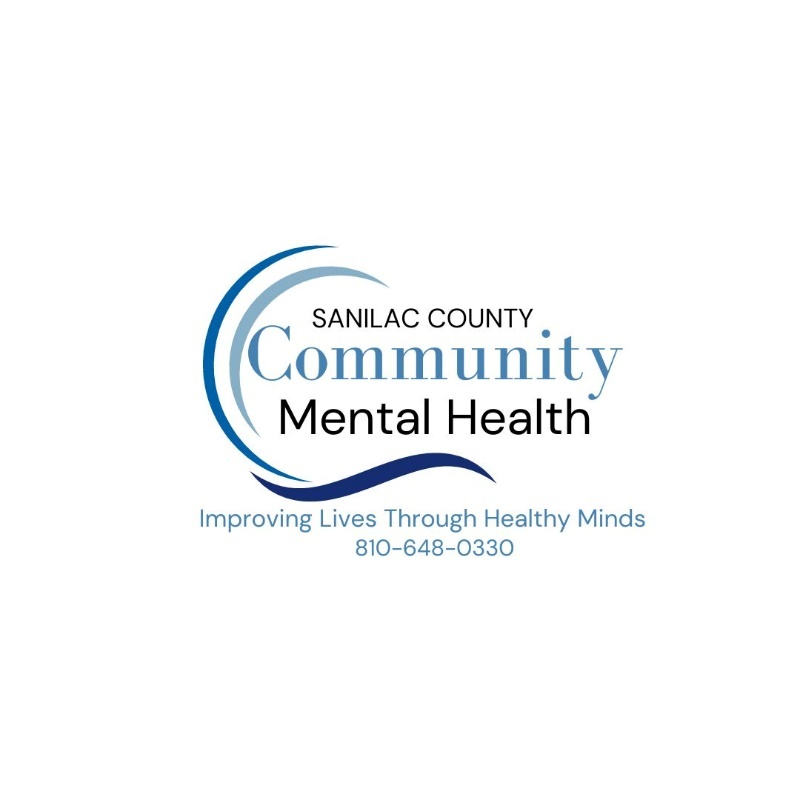 SANILAC COUNTY
Community
Mental Health
Improving Lives Through Healthy Minds
810-648-0330